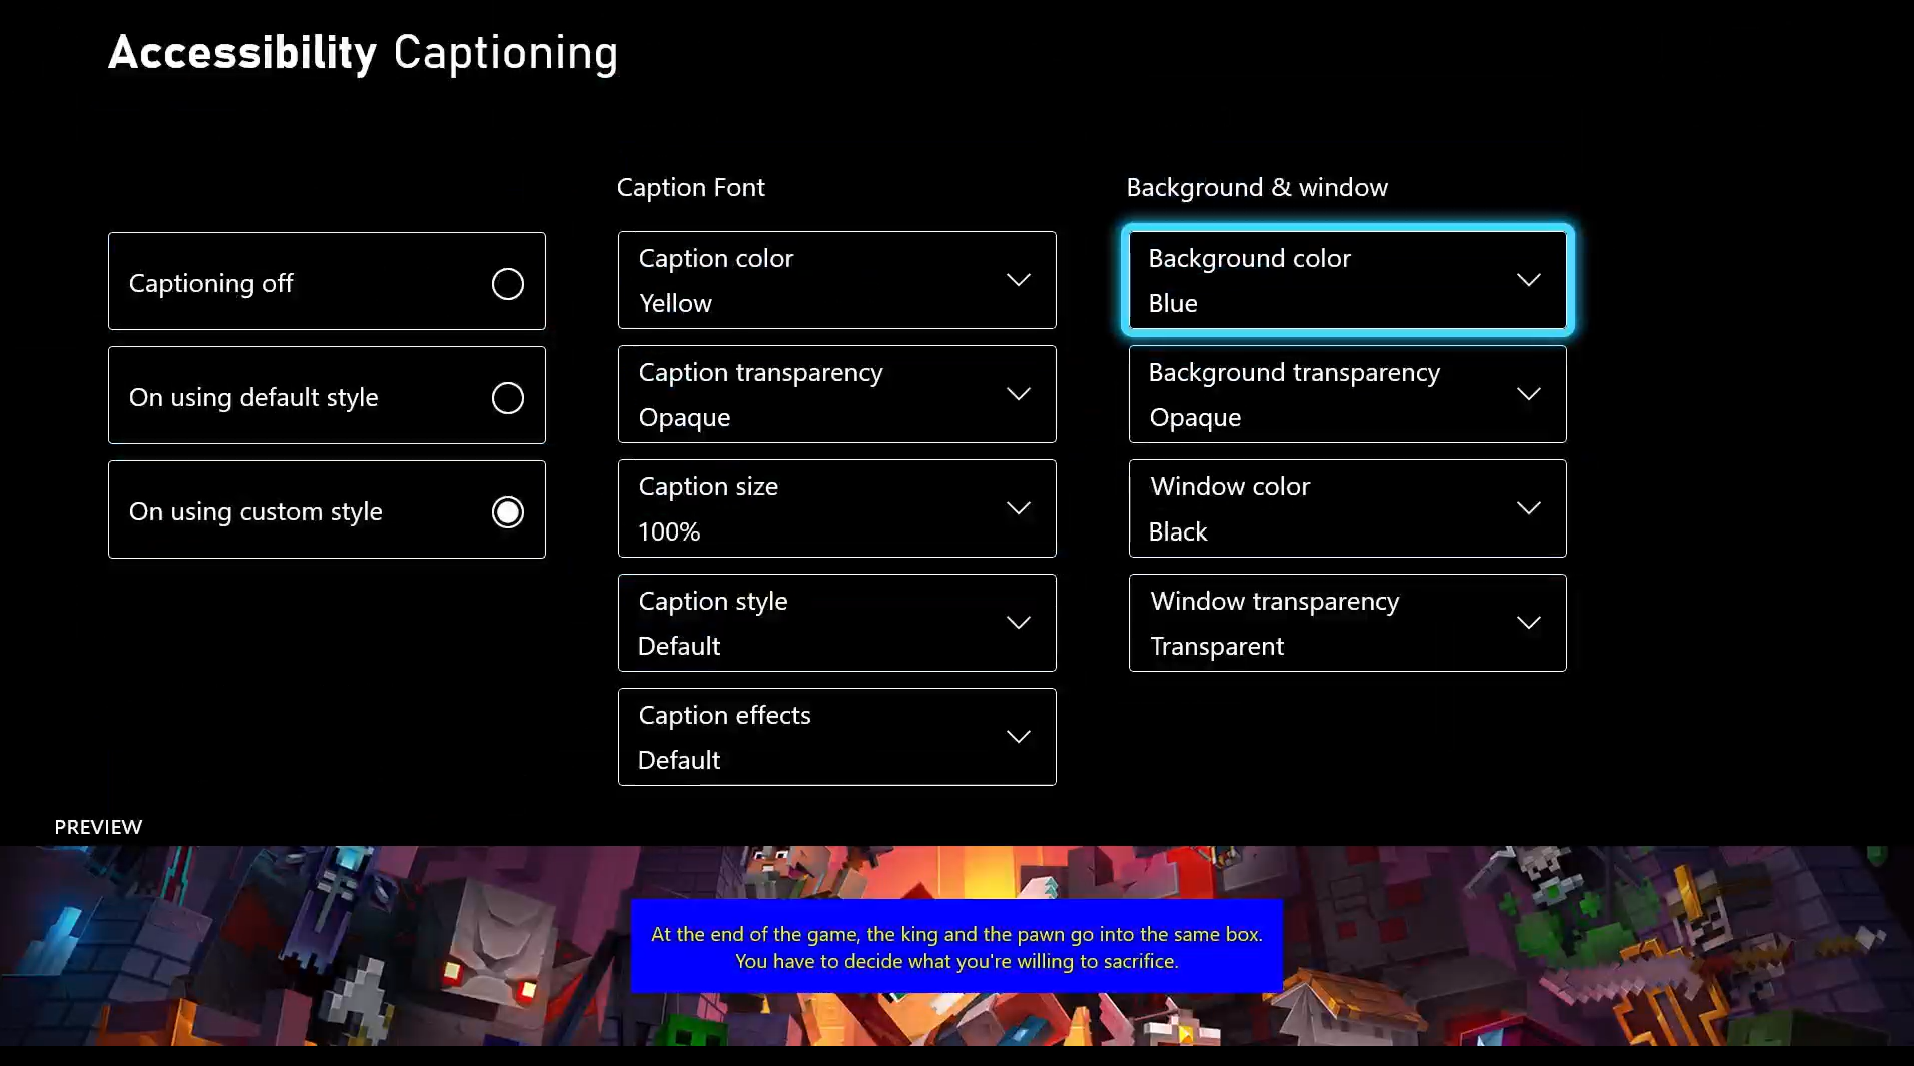 Accessibility Captioning
Captioning off
On using default style
On using custom style
Caption Font
Caption color
Yellow
Caption transparency
Opaque
Caption size
100%
Caption style
Default
Caption effects
Default
Background & window
Background color
Blue
Background transparency
Opaque
Window color
Black
Window transparency
Transparent
PREVIEW
At the end of the game, the king and the pawn go into the same box.
You have to decide what you're willing to sacrifice.